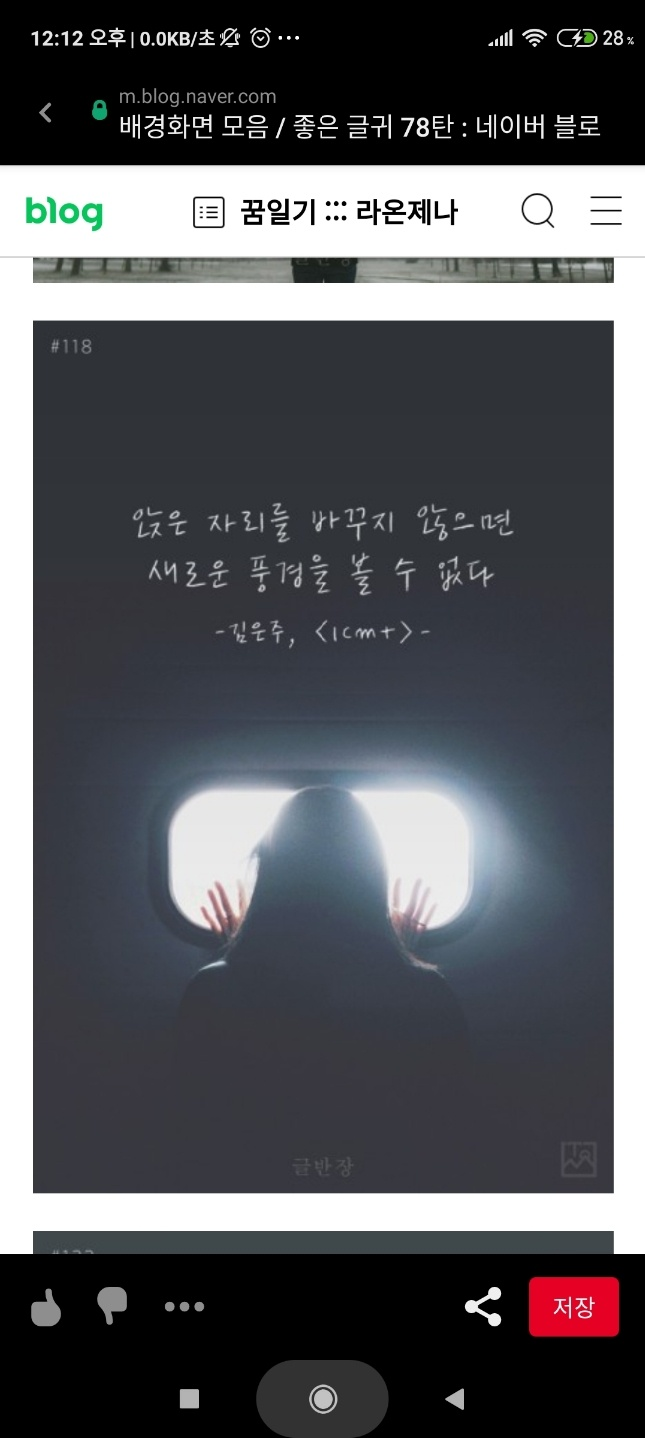 12:12 오후 | 0.0KB/초 28%
m.blog.naver.com
배경화면 모음 / 좋은 글귀 78탄 : 네이버 블로
blog 꿈일기 ::: 라온제나
#118
앉은 자리를 바꾸지 않으면
새로운 풍경을 볼 수 없다
-김은주, <1cm+>-
글반장
저장